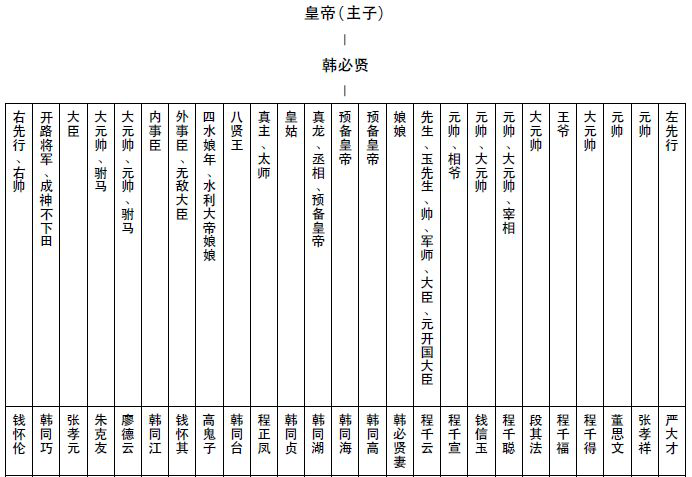 皇帝(主子)
韩必贤
右先行、右帅
开路将军、成神不下田
大臣
大元帅、驸马
大元帅、元帅、驸马
内事臣
外事臣、无敌大臣
四水娘年、水利大帝娘娘
八贤王
真主、太师
皇姑
真龙、丞相、预备皇帝
预备皇帝
预备皇帝
娘娘
先生、玉先生、帅、军师、大臣、元开国大臣
元帅、相爷
元帅、大元帅
元帅、大元帅、宰相
大元帅
王爷
大元帅
元帅
元帅
左先行
钱怀伦
韩同巧
张孝元
朱克友
廖德云
韩同江
钱怀其
高鬼子
韩同台
程正凤
韩同贞
韩同湖
韩同海
韩同高
韩必贤妻
程千云
程千宣
钱信玉
程千聪
段其法
程千福
程千得
董思文
张孝祥
严大才